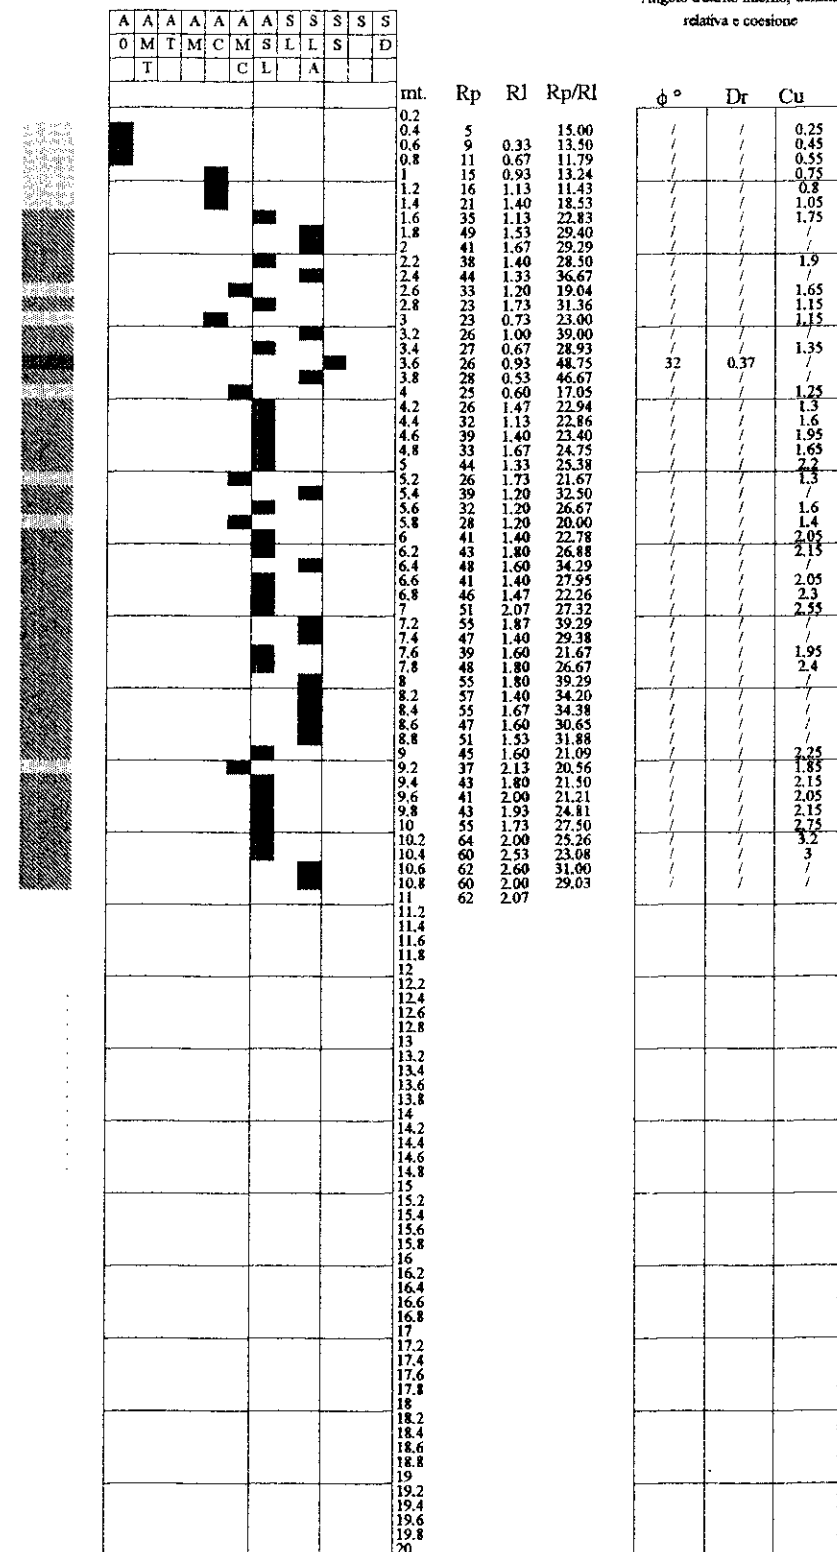 relativa e coesione
A A A A A A A S S S S S
0 M T M C M S L L S D
T C L A
mt. Rp Rl Rp/Rl ϕ° Dr Cu
0.2
0.4 5 15.00 / / 0.25
0.6 9 0.33 13.50 / / 0.45
0.8 11 0.67 11.79 / / 0.55
1 15 0.93 13.24 / / 0.75
1.2 16 1.13 11.43 / / 0.8
1.4 21 1.40 18.53 / / 1.05
1.6 35 1.13 22.83 / / 1.75
1.8 49 1.53 29.40 / / /
2 41 1.67 29.29 / / /
2.2 38 1.40 28.50 / / 1.9
2.4 44 1.33 36.67 / / /
2.6 33 1.20 19.04 / / 1.65
2.8 23 1.73 31.36 / / 1.15
3 23 0.73 23.00 / / 1.15
3.2 26 1.00 39.00 / / /
3.4 27 0.67 28.93 / / 1.35
3.6 26 0.93 48.75 32 0.37 /
3.8 28 0.53 46.67 / / /
4 25 0.60 17.05 / / 1.25
4.2 26 1.47 22.94 / / 1.3
4.4 32 1.13 22.86 / / 1.6
4.6 39 1.40 23.40 / / 1.95
4.8 33 1.67 24.75 / / 1.65
5 44 1.33 25.38 / / 2.2
5.2 26 1.73 21.67 / / 1.3
5.4 39 1.20 32.50 / / /
5.6 32 1.20 26.67 / / 1.6
5.8 28 1.20 20.00 / / 1.4
6 41 1.40 22.78 / / 2.05
6.2 43 1.80 26.88 / / 2.15
6.4 48 1.60 34.29 / / /
6.6 41 1.40 27.95 / / 2.05
6.8 46 1.47 22.26 / / 2.3
7 51 2.07 27.32 / / 2.55
7.2 55 1.87 39.29 / / /
7.4 47 1.40 29.38 / / /
7.6 39 1.60 21.67 / / 1.95
7.8 48 1.80 26.67 / / 2.4
8 55 1.80 39.29 / / /
8.2 57 1.40 34.20 / / /
8.4 55 1.67 34.38 / / /
8.6 47 1.60 30.65 / / /
8.8 51 1.53 31.88 / / /
9 45 1.60 21.09 / / 2.25
9.2 37 2.13 20.56 / / 1.85
9.4 43 1.80 21.50 / / 2.15
9.6 41 2.00 21.21 / / 2.05
9.8 43 1.93 24.81 / / 2.15
10 55 1.73 27.50 / / 2.75
10.2 64 2.00 25.26 / / 3.2
10.4 60 2.53 23.08 / / 3
10.6 62 2.60 31.00 / / /
10.8 60 2.00 29.03 / / /
11 62 2.07
11.2
11.4
11.6
11.8
12
12.2
12.4
12.6
12.8
13
13.2
13.4
13.6
13.8
14
14.2
14.4
14.6
14.8
15
15.2
15.4
15.6
15.8
16
16.2
16.4
16.6
16.8
17
17.2
17.4
17.6
17.8
18
18.2
18.4
18.6
18.8
19
19.2
19.4
19.6
19.8
20